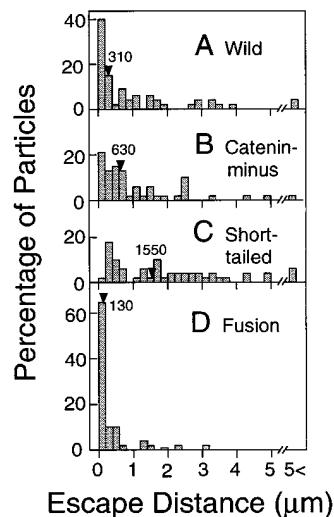 Percentage of Particles
40
20
0
A Wild
310
20
0
B Catenin-
minus
630
20
0
C Short-
tailed
1550
60
40
20
0
D Fusion
130
0 1 2 3 4 5 5<
Escape Distance (μm)